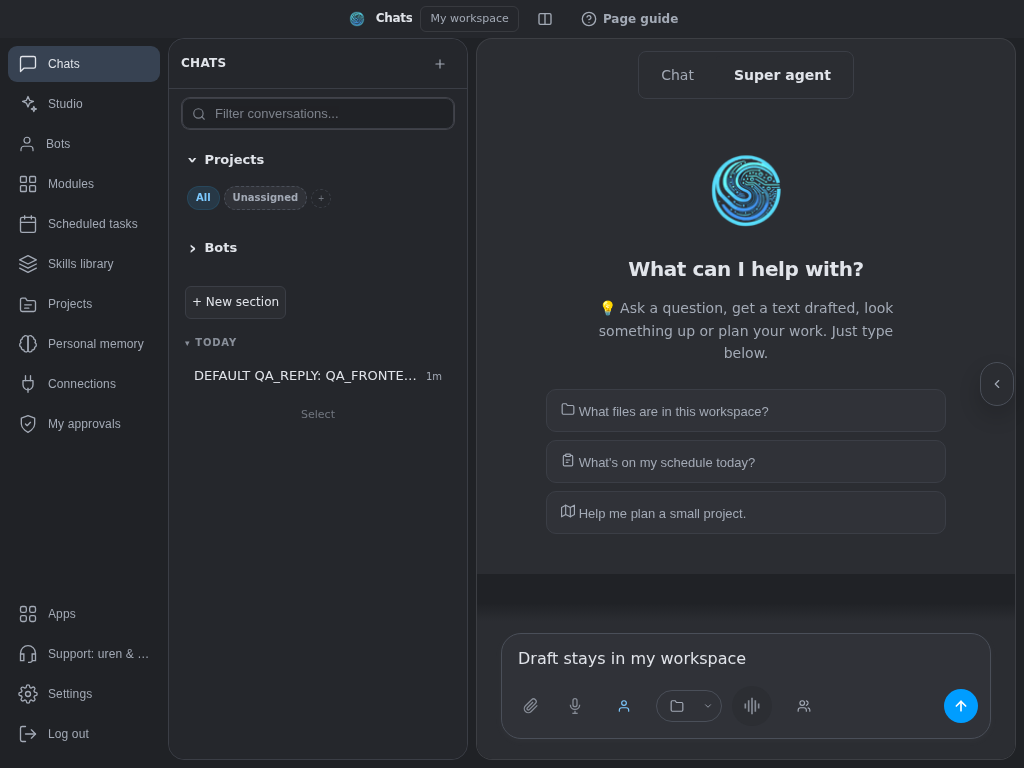 Chats
My workspace
Page guide
Chats
Studio
Bots
Modules
Scheduled tasks
Skills library
Projects
Personal memory
Connections
My approvals
Apps
Support: uren & ...
Settings
Log out
CHATS
Filter conversations...
Projects
All
Unassigned
+
Bots
+ New section
TODAY
DEFAULT QA_REPLY: QA_FRONTE... 1m
Select
Chat
Super agent
What can I help with?
💡 Ask a question, get a text drafted, look
something up or plan your work. Just type
below.
What files are in this workspace?
What's on my schedule today?
Help me plan a small project.
Draft stays in my workspace